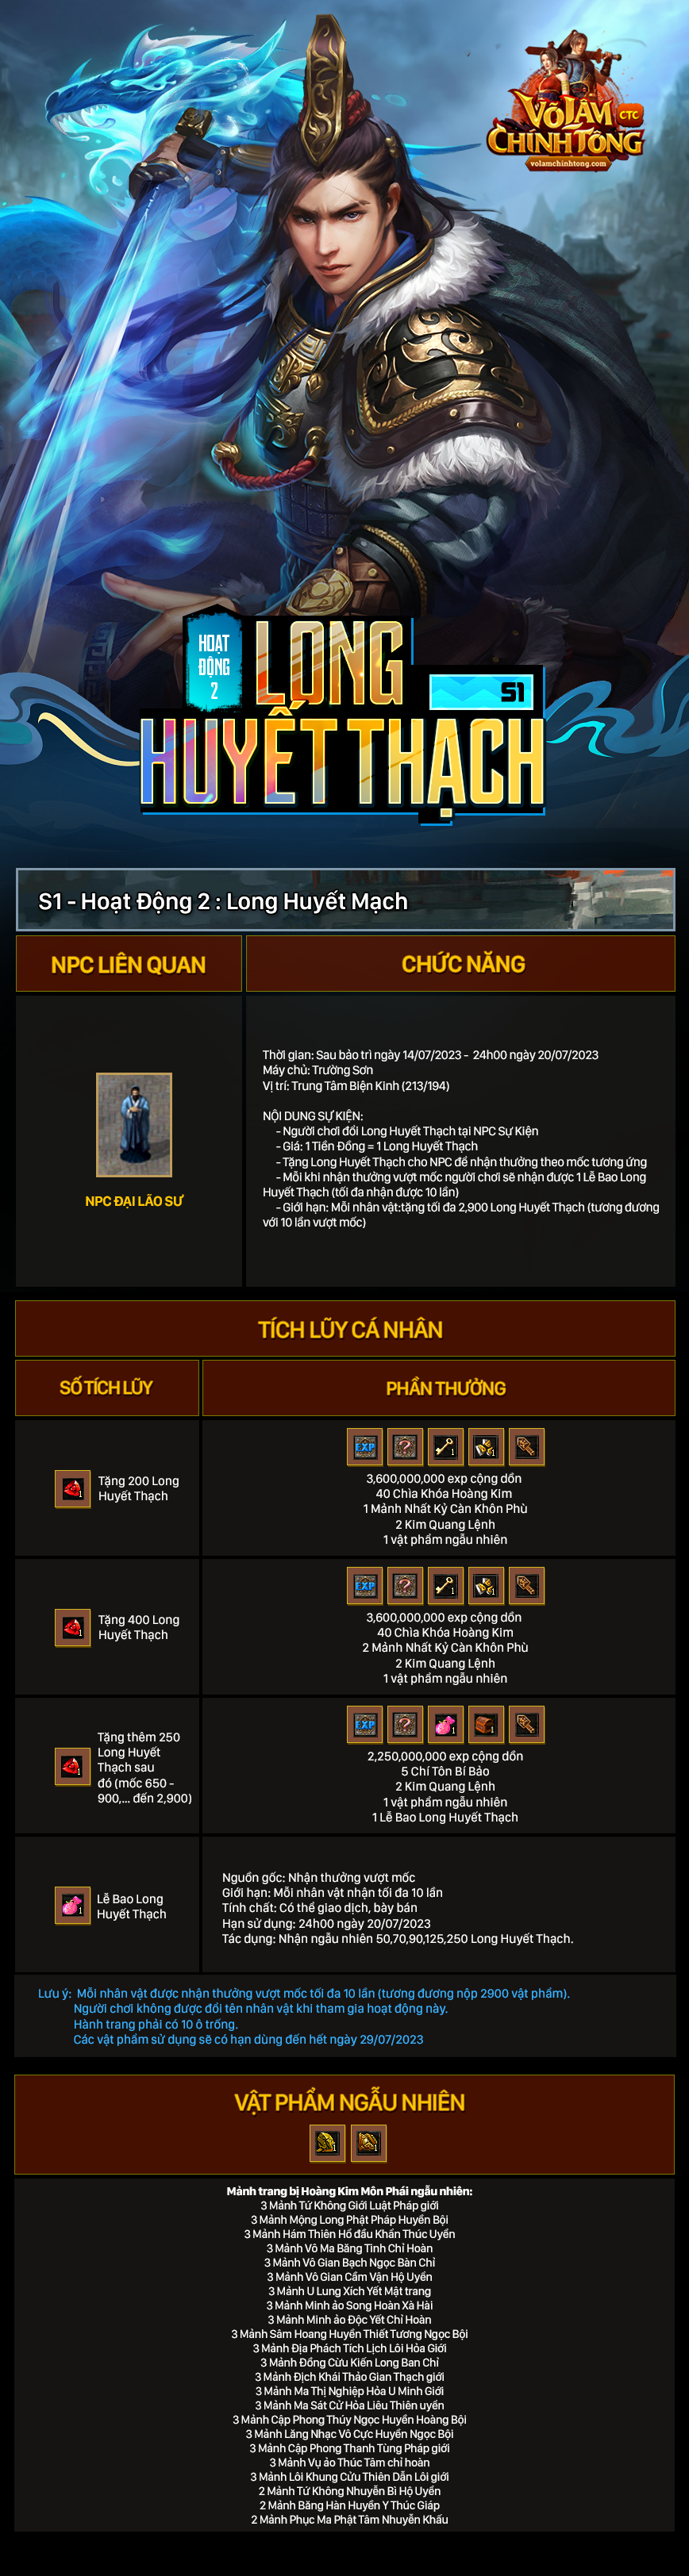 VÕ LÂM
CTC
CHINH TÔNG
volamchinhtong.com
HOẠT
ĐỘNG
2
LONG
S1
HUYẾT THẠCH
S1 - Hoạt Động 2 : Long Huyết Mạch
NPC LIÊN QUAN
CHỨC NĂNG
Thời gian: Sau bảo trì ngày 14/07/2023 - 24h00 ngày 20/07/2023
Máy chủ: Trường Sơn
Vị trí: Trung Tâm Biện Kinh (213/194)
NỘI DUNG SỰ KIỆN:
- Người chơi đổi Long Huyết Thạch tại NPC Sự Kiện
- Giá: 1 Tiền Đồng = 1 Long Huyết Thạch
- Tặng Long Huyết Thạch cho NPC để nhận thưởng theo mốc tương ứng
- Mỗi khi nhận thưởng vượt mốc người chơi sẽ nhận được 1 Lễ Bao Long
Huyết Thạch (tối đa nhận được 10 lần)
- Giới hạn: Mỗi nhân vật:tặng tối đa 2,900 Long Huyết Thạch (tương đương
với 10 lần vượt mốc)
NPC ĐẠI LÃO SƯ
TÍCH LŨY CÁ NHÂN
SỐ TÍCH LŨY
PHẦN THƯỞNG
Tặng 200 Long
Huyết Thạch
3,600,000,000 exp cộng dồn
40 Chìa Khóa Hoàng Kim
1 Mảnh Nhất Kỷ Càn Khôn Phù
2 Kim Quang Lệnh
1 vật phẩm ngẫu nhiên
Tặng 400 Long
Huyết Thạch
3,600,000,000 exp cộng dồn
40 Chìa Khóa Hoàng Kim
2 Mảnh Nhất Kỷ Càn Khôn Phù
2 Kim Quang Lệnh
1 vật phẩm ngẫu nhiên
Tặng thêm 250
Long Huyết
Thạch sau
đó (mốc 650 -
900,... đến 2,900)
2,250,000,000 exp cộng dồn
5 Chí Tôn Bí Bảo
2 Kim Quang Lệnh
1 vật phẩm ngẫu nhiên
1 Lễ Bao Long Huyết Thạch
Lễ Bao Long
Huyết Thạch
Nguồn gốc: Nhận thưởng vượt mốc
Giới hạn: Mỗi nhân vật nhận tối đa 10 lần
Tính chất: Có thể giao dịch, bày bán
Hạn sử dụng: 24h00 ngày 20/07/2023
Tác dụng: Nhận ngẫu nhiên 50,70,90,125,250 Long Huyết Thạch.
Lưu ý: Mỗi nhân vật được nhận thưởng vượt mốc tối đa 10 lần (tương đương nộp 2900 vật phẩm).
Người chơi không được đổi tên nhân vật khi tham gia hoạt động này.
Hành trang phải có 10 ô trống.
Các vật phẩm sử dụng sẽ có hạn dùng đến hết ngày 29/07/2023
VẬT PHẨM NGẪU NHIÊN
Mảnh trang bị Hoàng Kim Môn Phái ngẫu nhiên:
3 Mảnh Tứ Không Giới Luật Pháp giới
3 Mảnh Mộng Long Phật Pháp Huyền Bội
3 Mảnh Hám Thiên Hổ đầu Khẩn Thúc Uyển
3 Mảnh Vô Ma Băng Tinh Chỉ Hoàn
3 Mảnh Vô Gian Bạch Ngọc Bàn Chỉ
3 Mảnh Vô Gian Cầm Vận Hộ Uyển
3 Mảnh U Lung Xích Yết Mật trang
3 Mảnh Minh ảo Song Hoàn Xà Hài
3 Mảnh Minh ảo Độc Yết Chỉ Hoàn
3 Mảnh Sâm Hoang Huyền Thiết Tương Ngọc Bội
3 Mảnh Địa Phách Tích Lịch Lôi Hỏa Giới
3 Mảnh Đồng Cừu Kiến Long Ban Chỉ
3 Mảnh Địch Khái Thảo Gian Thạch giới
3 Mảnh Ma Thị Nghiệp Hỏa U Minh Giới
3 Mảnh Ma Sát Cử Hỏa Liêu Thiên uyển
3 Mảnh Cập Phong Thúy Ngọc Huyền Hoàng Bội
3 Mảnh Lăng Nhạc Vô Cực Huyền Ngọc Bội
3 Mảnh Cập Phong Thanh Tùng Pháp giới
3 Mảnh Vụ ảo Thúc Tâm chỉ hoàn
3 Mảnh Lôi Khung Cửu Thiên Dẫn Lôi giới
2 Mảnh Tứ Không Nhuyễn Bì Hộ Uyển
2 Mảnh Băng Hàn Huyền Y Thúc Giáp
2 Mảnh Phục Ma Phật Tâm Nhuyễn Khấu